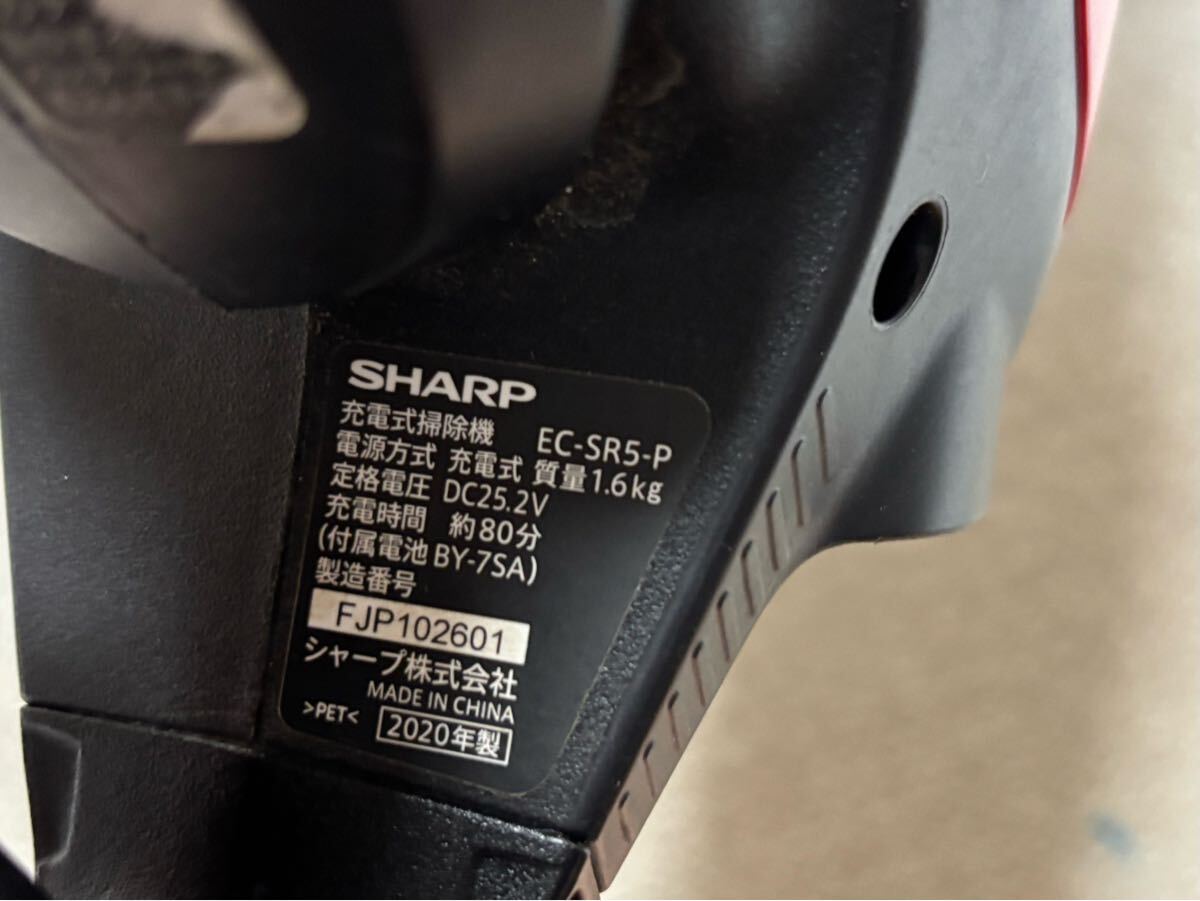 SHARP
充電式掃除機 EC-SR5-P
電源方式 充電式 質量1.6kg
定格電圧 DC25.2V
充電時間 約80分
(付属電池 BY-7SA)
製造番号
FJP102601
シャープ株式会社
MADE IN CHINA
>PET< 2020年製